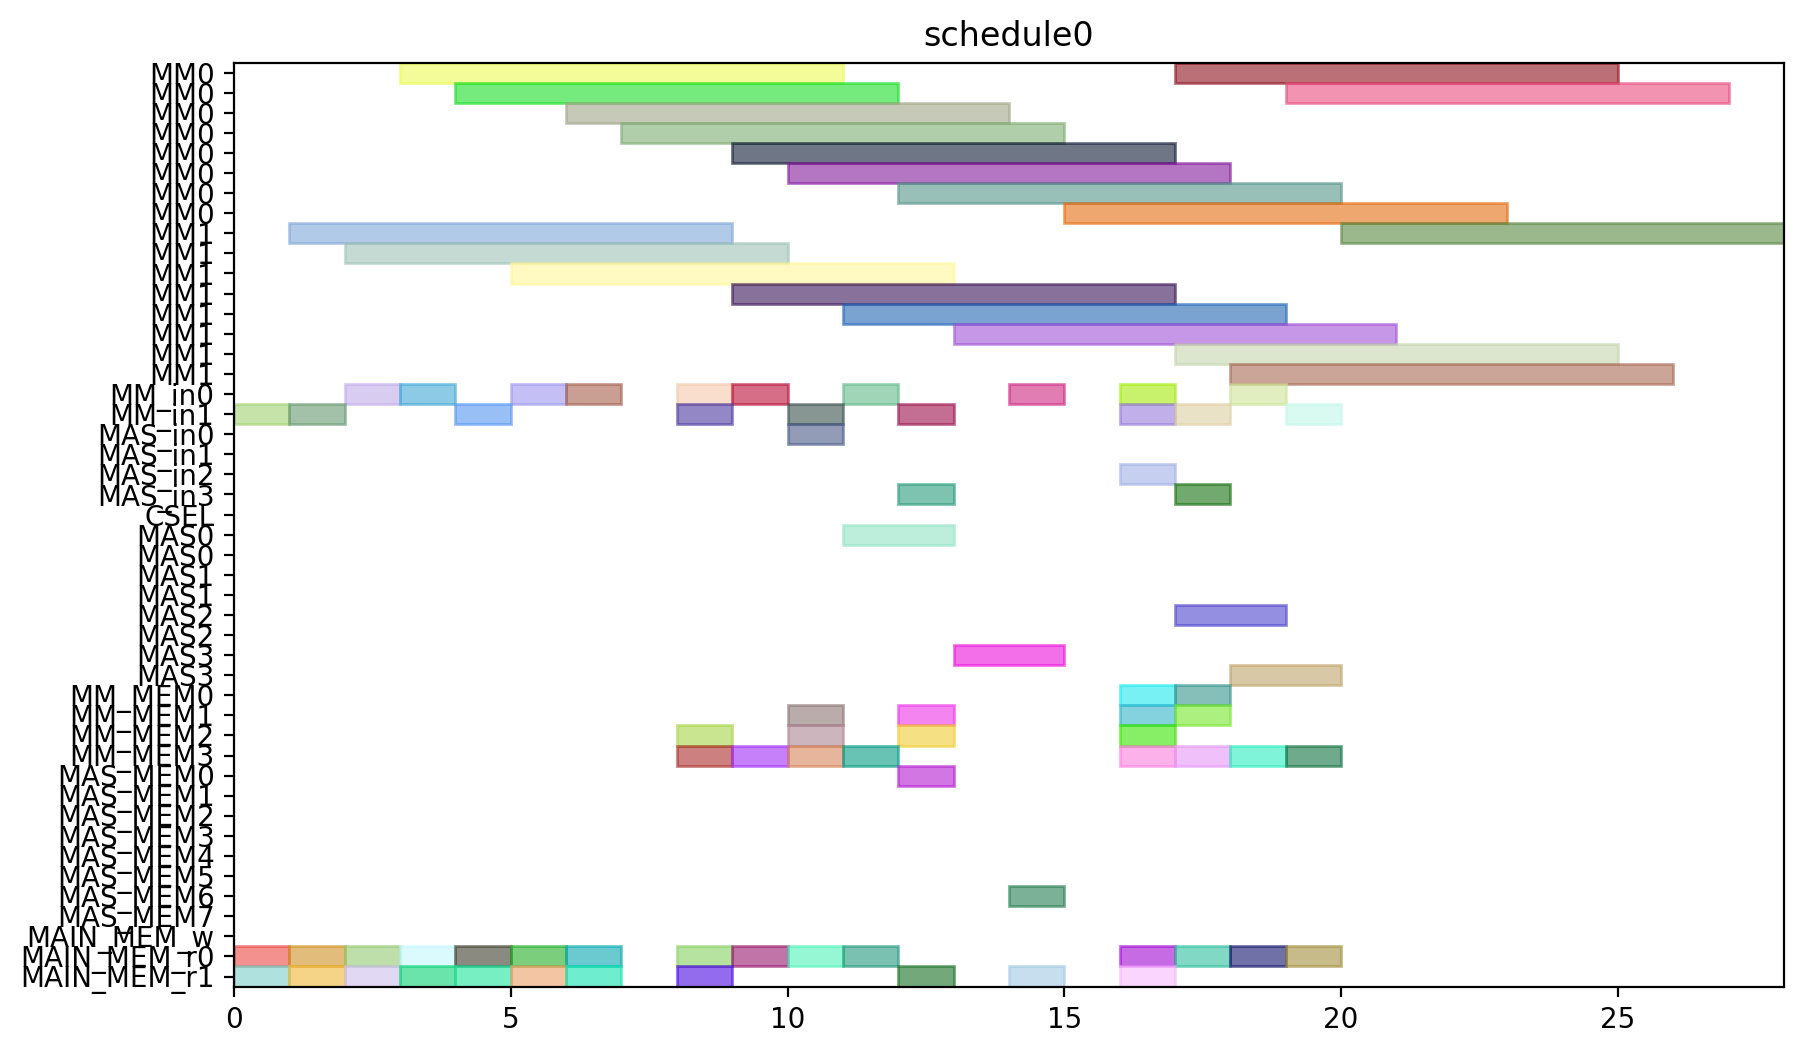 schedule0
MM0
MM0
MM0
MM0
MM0
MM0
MM0
MM0
MM1
MM1
MM1
MM1
MM1
MM1
MM1
MM1
MM_in0
MM_in1
MAS_in0
MAS_in1
MAS_in2
MAS_in3
CSEL
MAS0
MAS0
MAS1
MAS1
MAS2
MAS2
MAS3
MAS3
MM_MEM0
MM_MEM1
MM_MEM2
MM_MEM3
MAS_MEM0
MAS_MEM1
MAS_MEM2
MAS_MEM3
MAS_MEM4
MAS_MEM5
MAS_MEM6
MAS_MEM7
MAIN_MEM_w
MAIN_MEM_r0
MAIN_MEM_r1
0 5 10 15 20 25